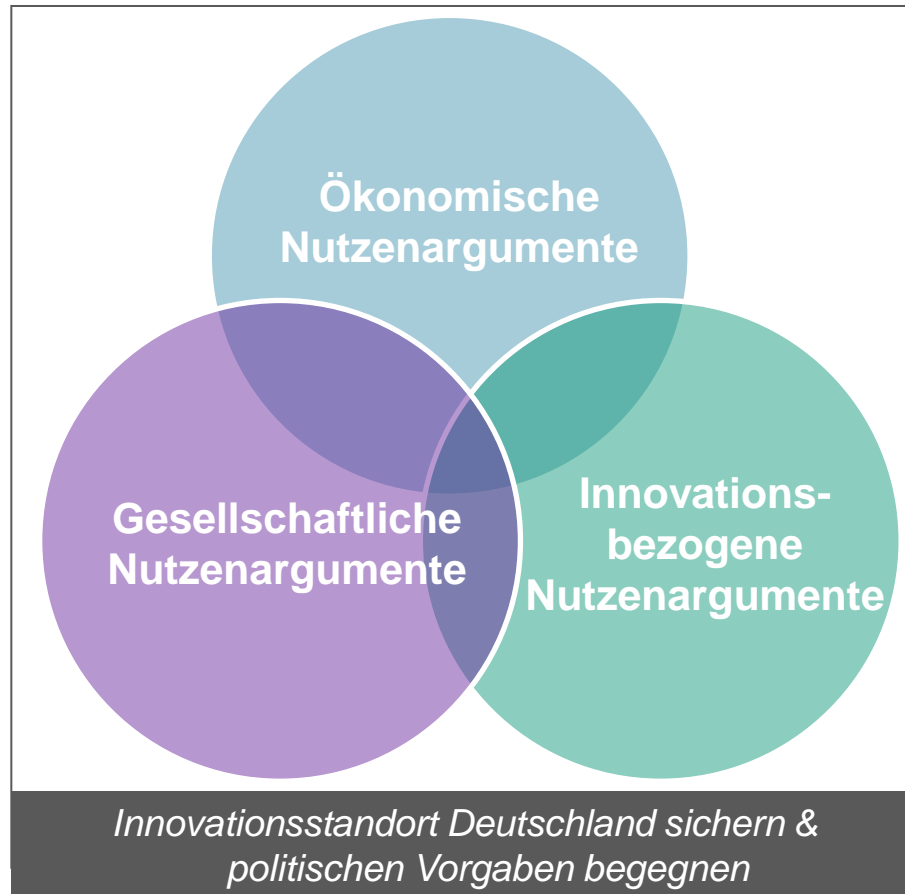 Ökonomische
Nutzenargumente
Gesellschaftliche
Nutzenargumente
Innovations-
bezogene
Nutzenargumente
Innovationsstandort Deutschland sichern &
politischen Vorgaben begegnen